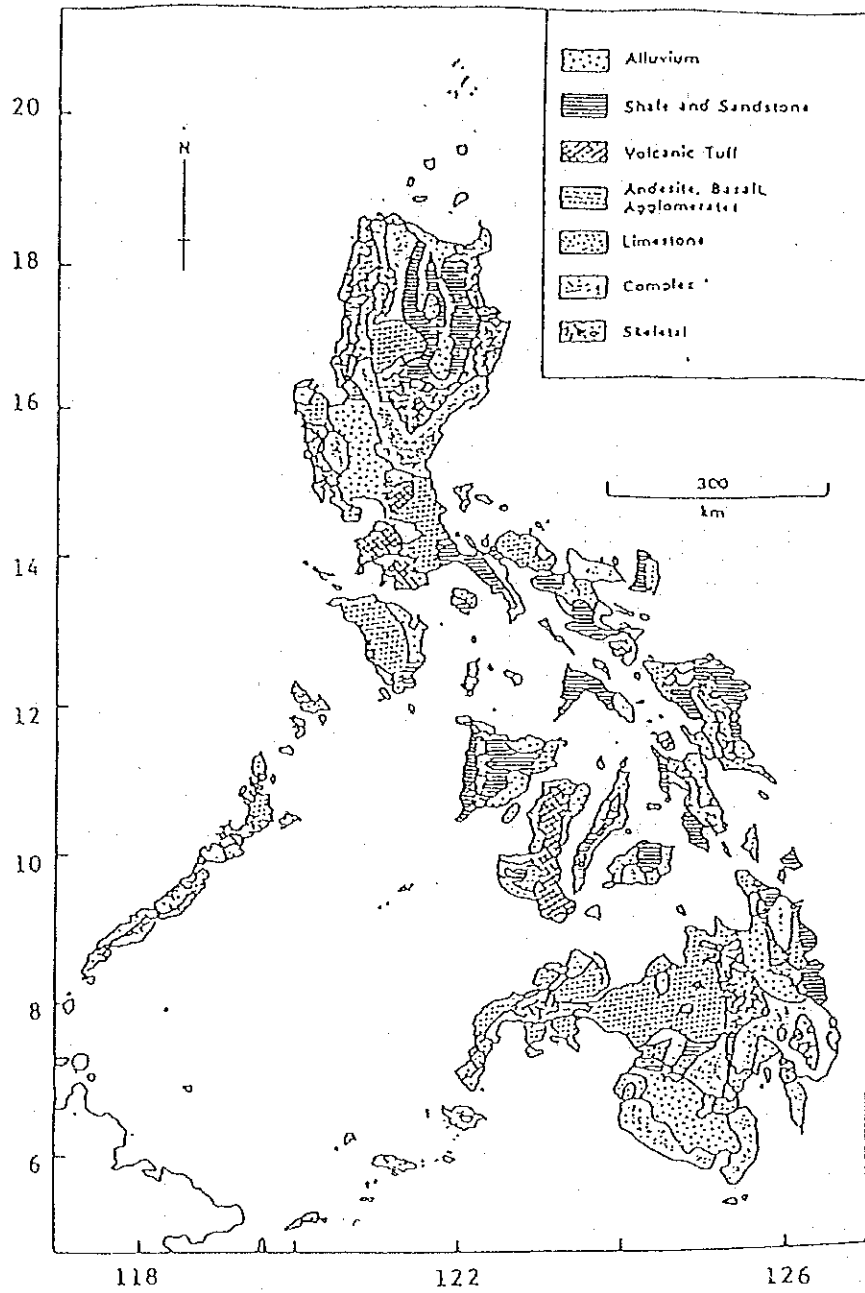 20
18
16
14
12
10
8
6
118
122
126
N
Alluvium
Shale and Sandstone
Volcanic Tuff
Andesite, Basalt,
Agglomerates
Limestone
Complex
Skeletal
300
km